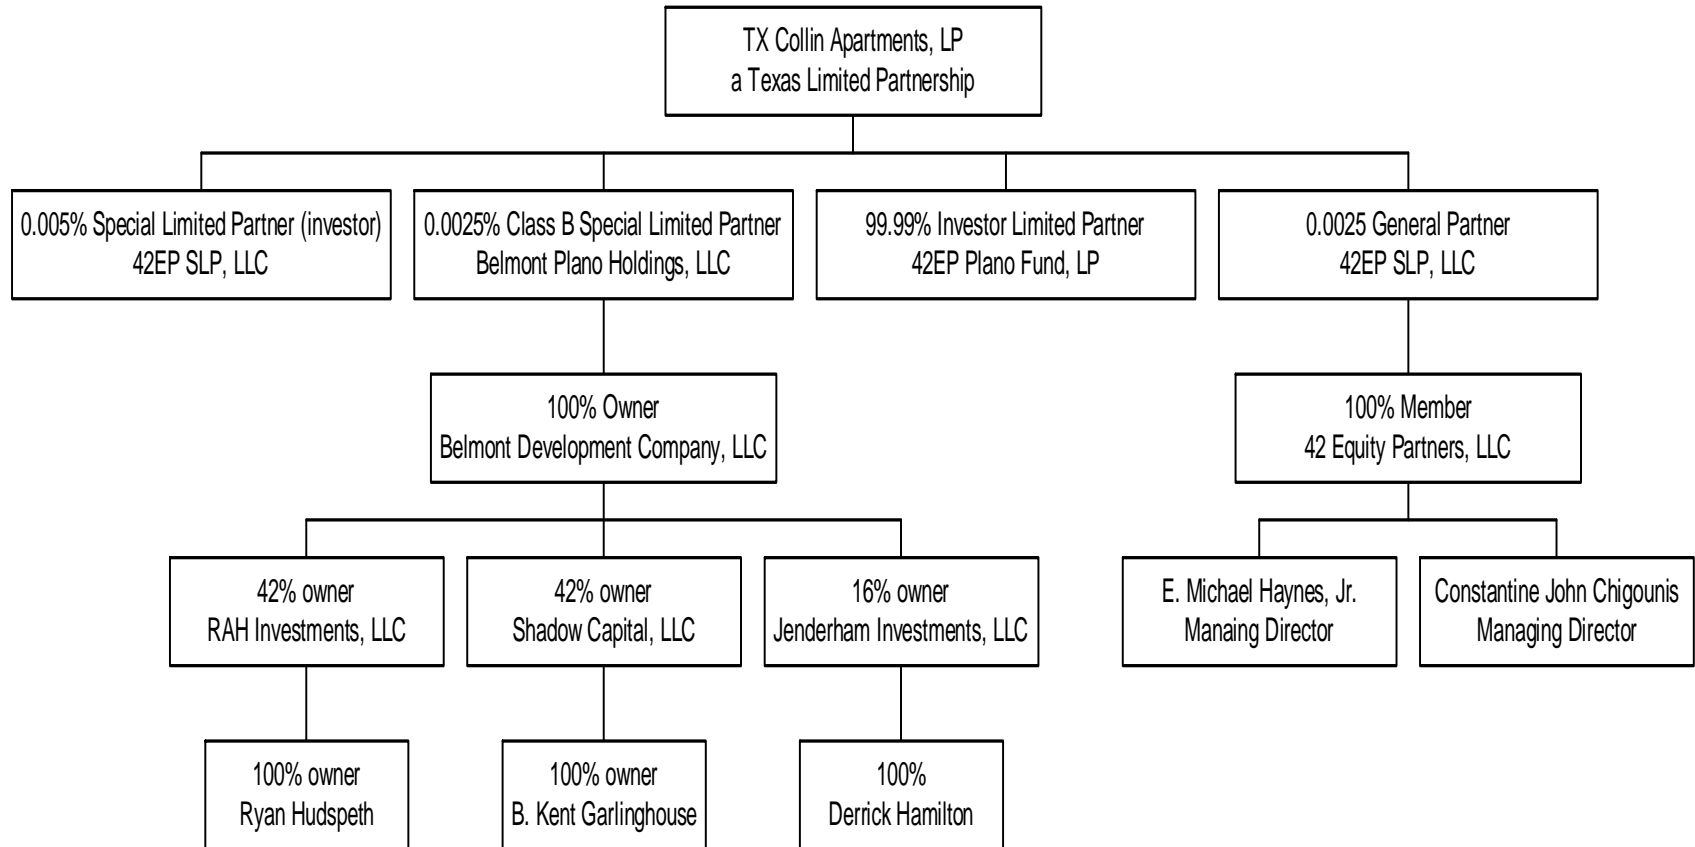 TX Collin Apartments, LP
a Texas Limited Partnership
0.005% Special Limited Partner (investor)
42EP SLP, LLC
0.0025% Class B Special Limited Partner
Belmont Plano Holdings, LLC
99.99% Investor Limited Partner
42EP Plano Fund, LP
0.0025 General Partner
42EP SLP, LLC
100% Owner
Belmont Development Company, LLC
100% Member
42 Equity Partners, LLC
42% owner
RAH Investments, LLC
42% owner
Shadow Capital, LLC
16% owner
Jenderham Investments, LLC
E. Michael Haynes, Jr.
Manaing Director
Constantine John Chigounis
Managing Director
100% owner
Ryan Hudspeth
100% owner
B. Kent Garlinghouse
100%
Derrick Hamilton